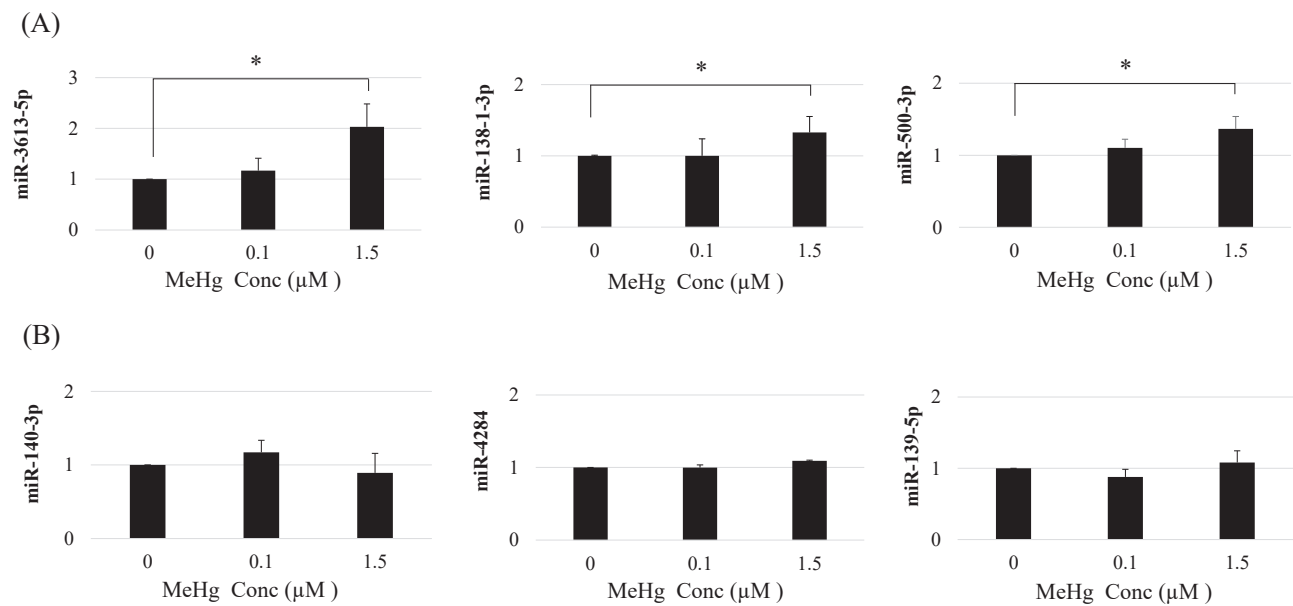 (A)
miR-3613-5p
3
2
1
0
*
0 0.1 1.5
MeHg Conc (µM )
miR-138-1-3p
2
1
0
*
0 0.1 1.5
MeHg Conc (µM )
miR-500-3p
2
1
0
*
0 0.1 1.5
MeHg Conc (µM )
(B)
miR-140-3p
2
1
0
0 0.1 1.5
MeHg Conc (µM )
miR-4284
2
1
0
0 0.1 1.5
MeHg Conc (µM )
miR-139-5p
2
1
0
0 0.1 1.5
MeHg Conc (µM )